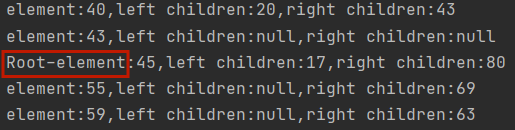 element:40,left children:20,right children:43
element:43,left children:null,right children:null
Root-element:45,left children:17,right children:80
element:55,left children:null,right children:69
element:59,left children:null,right children:63